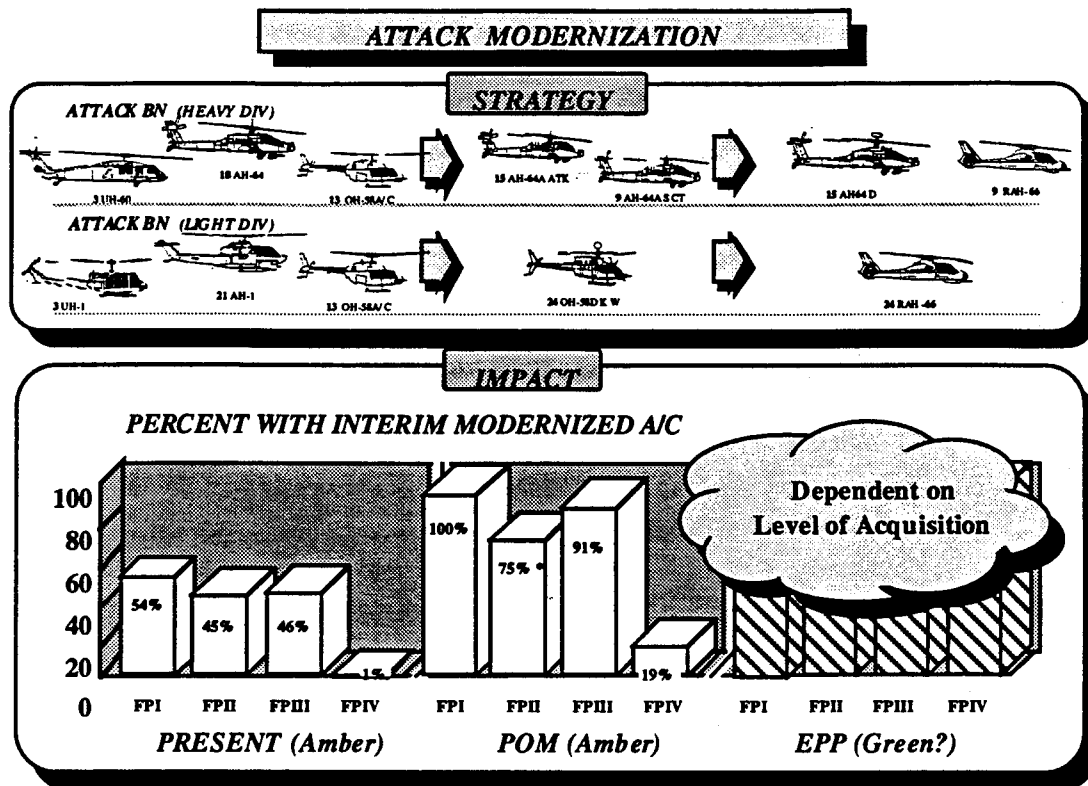 ATTACK MODERNIZATION
STRATEGY
ATTACK BN (HEAVY DIV)
3 UH-60
18 AH-64
13 OH-58A/C
15 AH-64A ATK
9 AH-64A SCT
15 AH64 D
9 RAH-66
ATTACK BN (LIGHT DIV)
3 UH-1
21 AH-1
13 OH-58A/C
24 OH-58D K W
24 RAH -66
IMPACT
PERCENT WITH INTERIM MODERNIZED A/C
100
80
60
40
20
0
54%
45%
46%
1%
100%
75% *
91%
19%
Dependent on
Level of Acquisition
FPI FPII FPIII FPIV FPI FPII FPIII FPIV FPI FPII FPIII FPIV
PRESENT (Amber) POM (Amber) EPP (Green?)